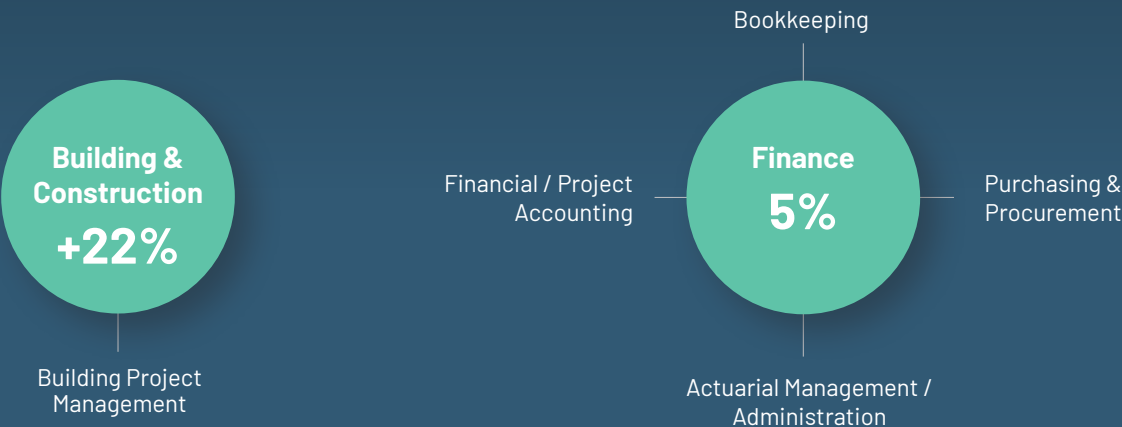 Building &
Construction
+22%
Building Project
Management
Bookkeeping
Financial / Project
Accounting
Finance
5%
Purchasing &
Procurement
Actuarial Management /
Administration